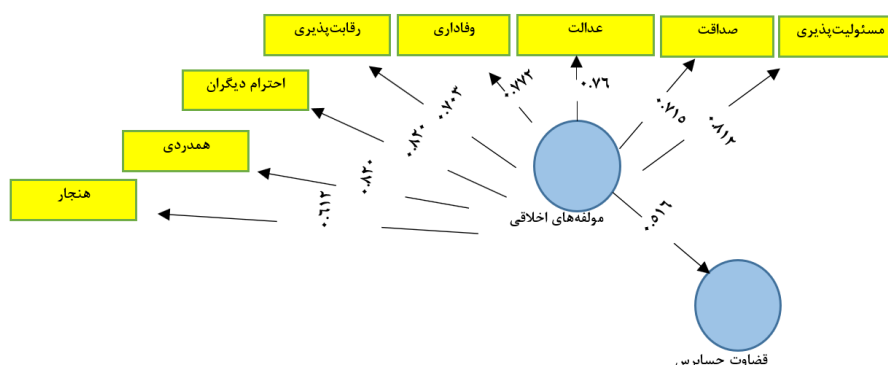 مسئولیت‌پذیری
صداقت
عدالت
وفاداری
رقابت‌پذیری
احترام دیگران
همدردی
هنجار
۰.۸۱۲
۰.۷۱۵
۰.۷۶
۰.۷۷۲
۰.۷۰۳
۰.۸۲۰
۰.۸۲۰
۰.۶۱۲
مولفه‌های اخلاقی
۰.۵۱۶
قضاوت حسابرس